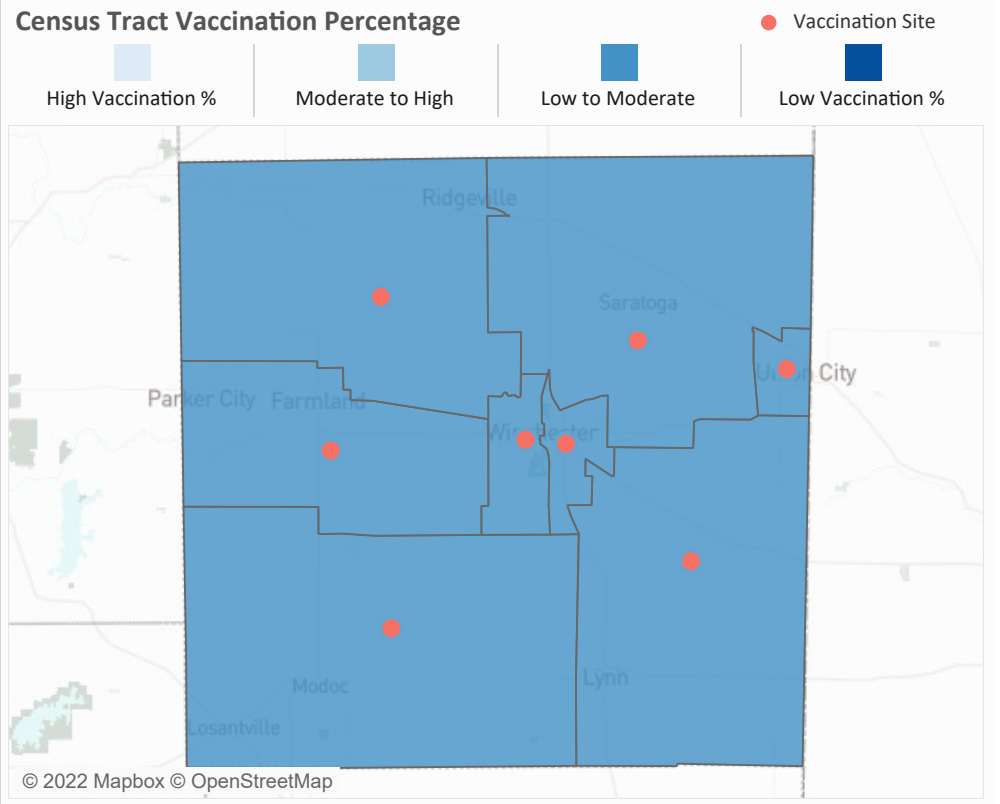 Census Tract Vaccination Percentage
Vaccination Site
High Vaccination %
Moderate to High
Low to Moderate
Low Vaccination %
Ridgeville
Saratoga
Union City
Parker City
Farmland
Winchester
Lynn
Modoc
Losantville
© 2022 Mapbox © OpenStreetMap